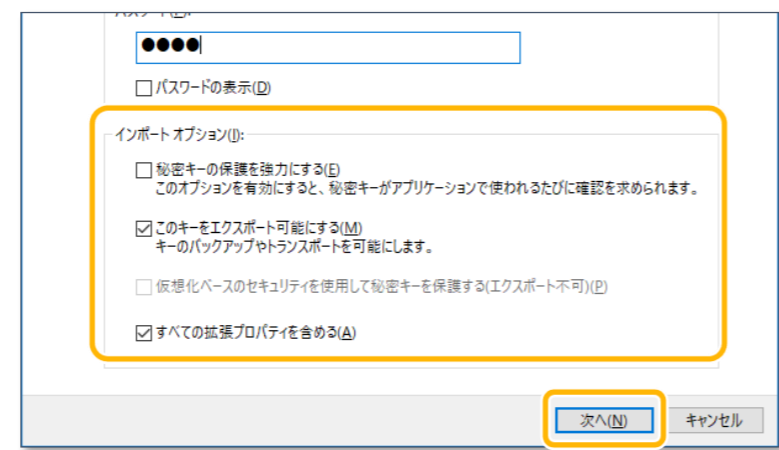 パスワード(P):
●●●●
パスワードの表示(D)
インポート オプション(I):
秘密キーの保護を強力にする(E)
このオプションを有効にすると、秘密キーがアプリケーションで使われるたびに確認を求められます。
このキーをエクスポート可能にする(M)
キーのバックアップやトランスポートを可能にします。
仮想化ベースのセキュリティを使用して秘密キーを保護する(エクスポート不可)(P)
すべての拡張プロパティを含める(A)
次へ(N)
キャンセル